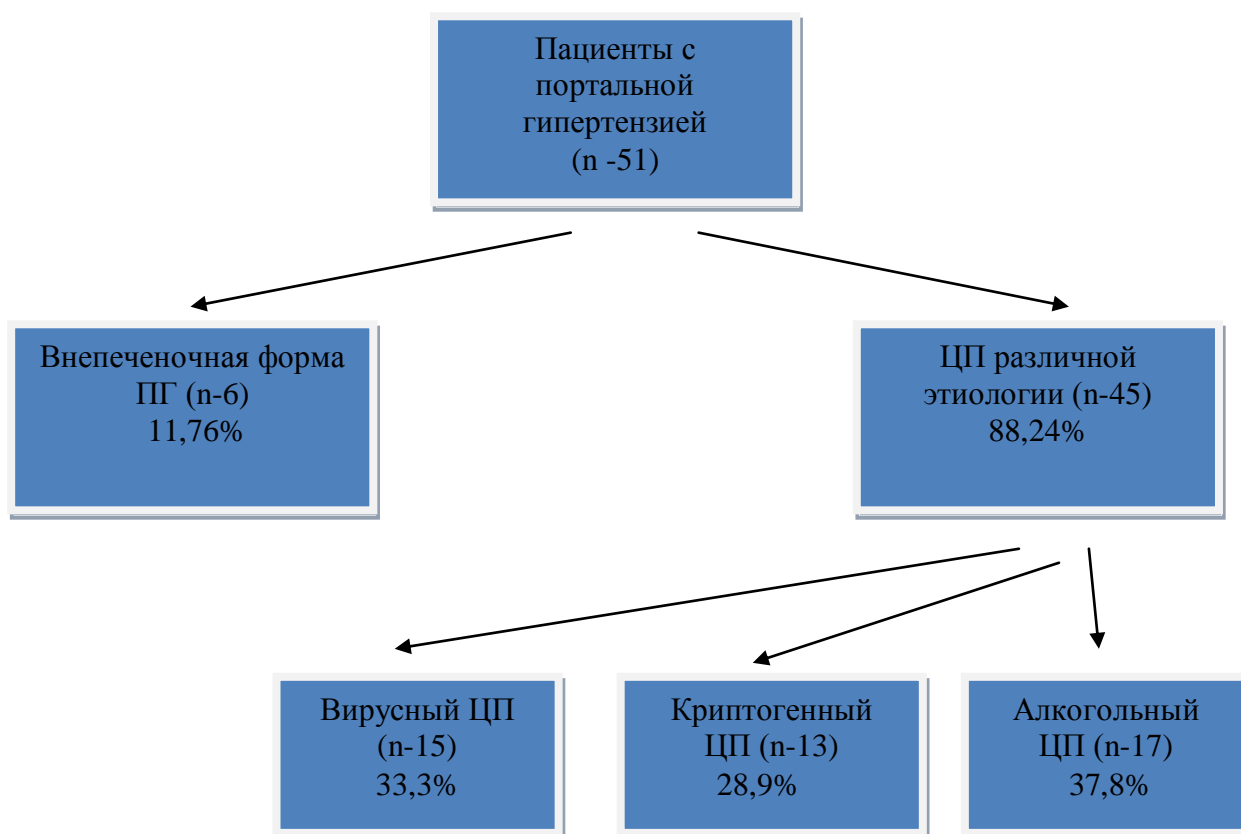 Пациенты с
портальной
гипертензией
(n -51)
Внепеченочная форма
ПГ (n-6)
11,76%
ЦП различной
этиологии (n-45)
88,24%
Вирусный ЦП
(n-15)
33,3%
Криптогенный
ЦП (n-13)
28,9%
Алкогольный
ЦП (n-17)
37,8%